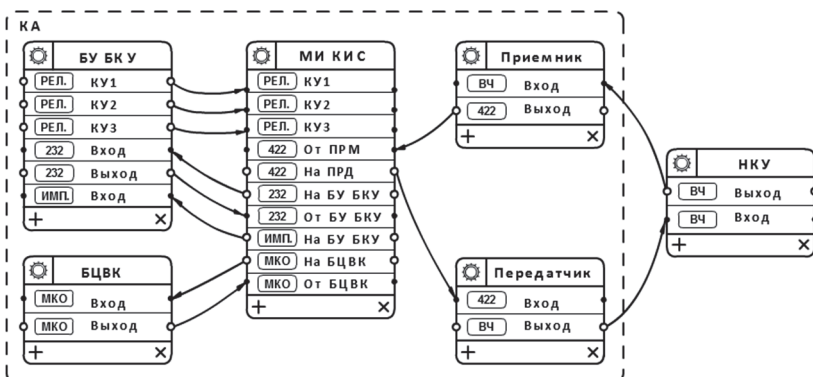 КА
БУ БКУ
РЕЛ. КУ1
РЕЛ. КУ2
РЕЛ. КУ3
232 Вход
232 Выход
ИМП. Вход
БЦВК
МКО Вход
МКО Выход
МИ КИС
РЕЛ. КУ1
РЕЛ. КУ2
РЕЛ. КУ3
422 От ПРМ
422 На ПРД
232 На БУ БКУ
232 От БУ БКУ
ИМП. На БУ БКУ
МКО На БЦВК
МКО От БЦВК
Приемник
ВЧ Вход
422 Выход
Передатчик
422 Вход
ВЧ Выход
НКУ
ВЧ Выход
ВЧ Вход